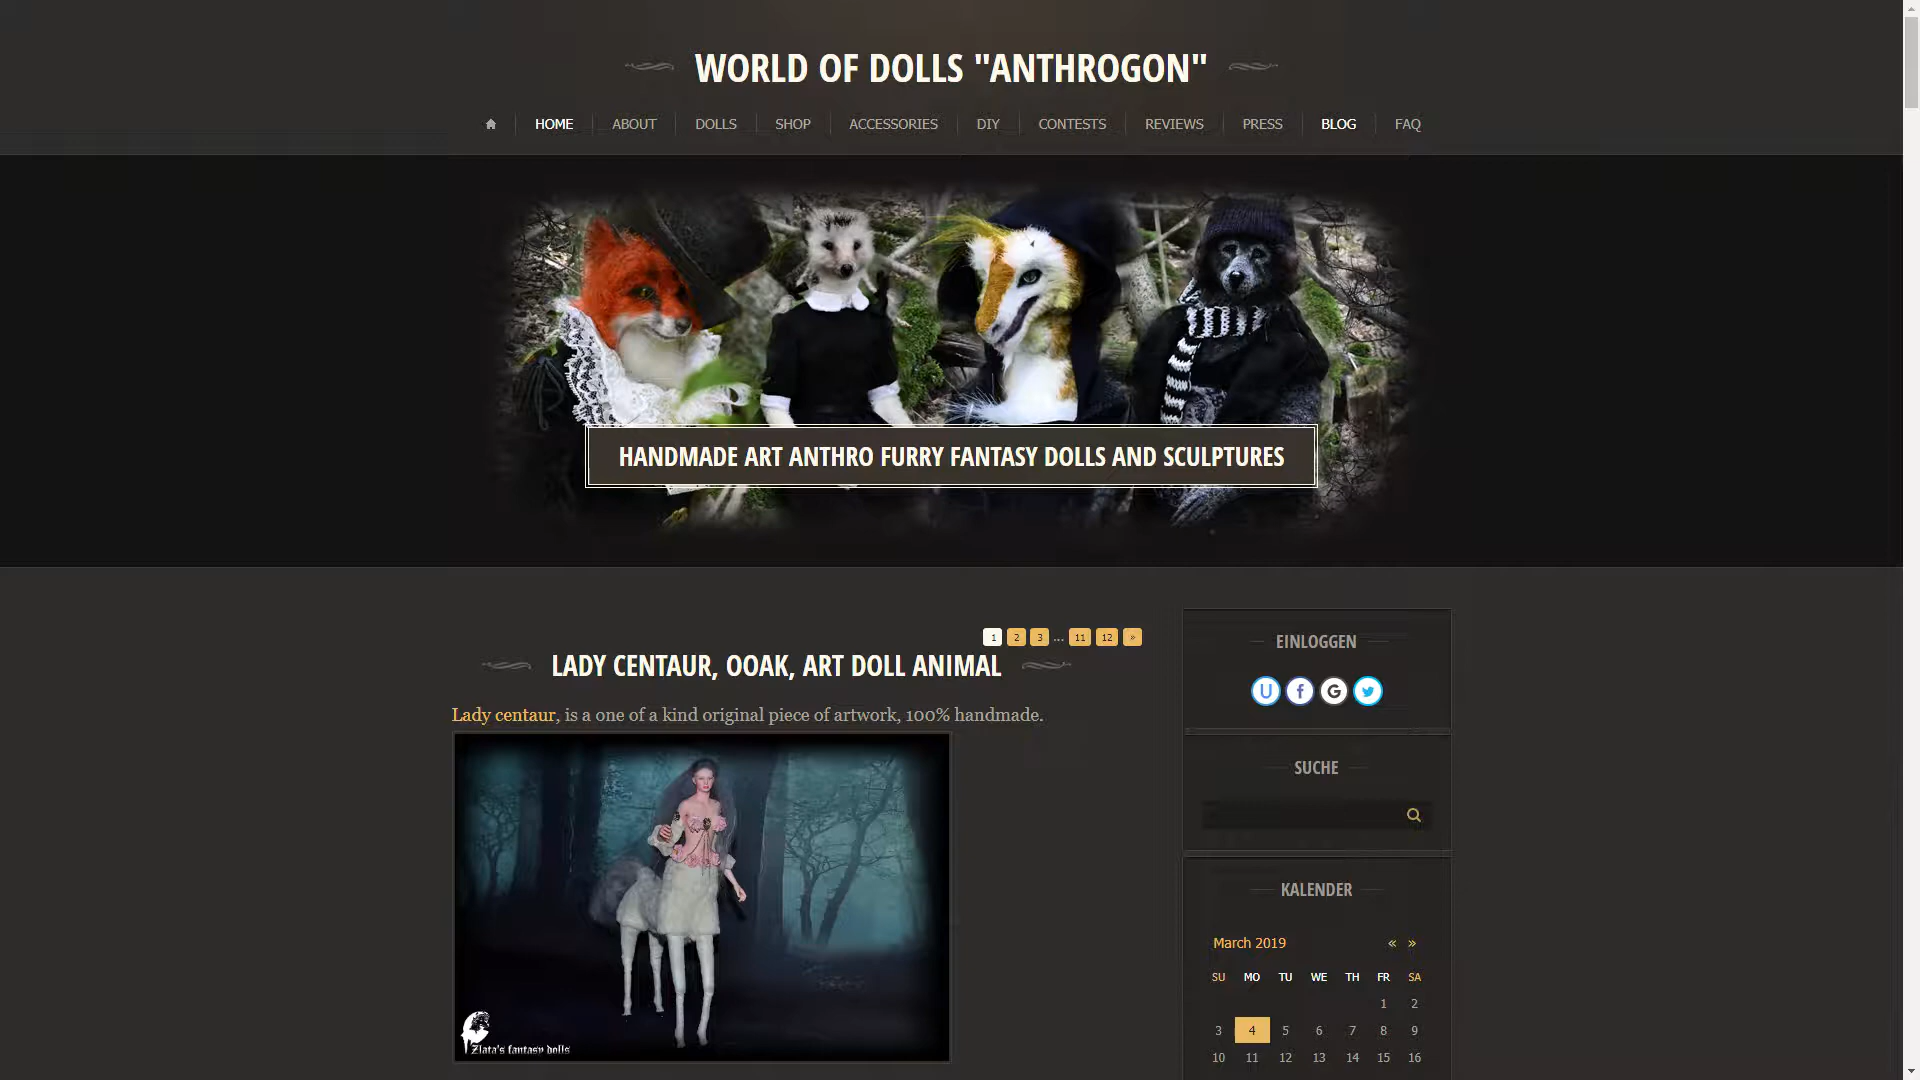 WORLD OF DOLLS "ANTHROGON"
HOME ABOUT DOLLS SHOP ACCESSORIES DIY CONTESTS REVIEWS PRESS BLOG FAQ
HANDMADE ART ANTHRO FURRY FANTASY DOLLS AND SCULPTURES
1 2 3 ... 11 12 »
LADY CENTAUR, OOAK, ART DOLL ANIMAL
Lady centaur, is a one of a kind original piece of artwork, 100% handmade.
Zlata's fantasy dolls
EINLOGGEN
SUCHE
KALENDER
March 2019 « »
SU MO TU WE TH FR SA
1 2
3 4 5 6 7 8 9
10 11 12 13 14 15 16